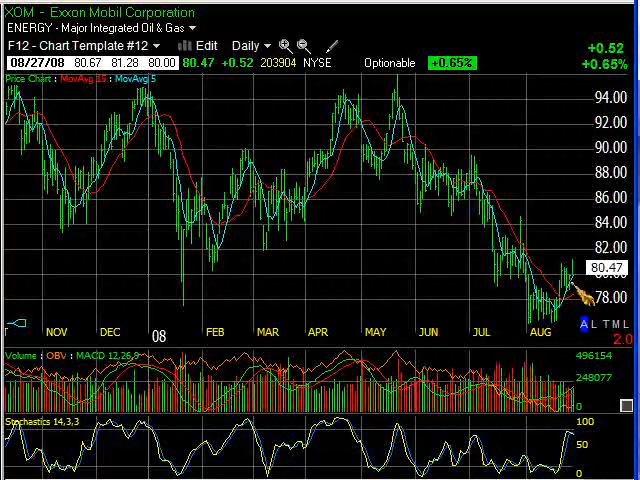 XOM - Exxon Mobil Corporation
ENERGY - Major Integrated Oil & Gas
F12 - Chart Template #12 Edit Daily
+0.52
08/27/08 80.67 81.28 80.00 80.47 +0.52 203904 NYSE Optionable +0.65% +0.65%
Price Chart : MovAvg 15 : MovAvg 5
94.00
92.00
90.00
88.00
86.00
84.00
82.00
80.47
78.00
NOV DEC 08 FEB MAR APR MAY JUN JUL AUG A L T M L
2.0
Volume : OBV : MACD 12,26,9
496154
248077
0
Stochastics 14,3,3
100
50
0